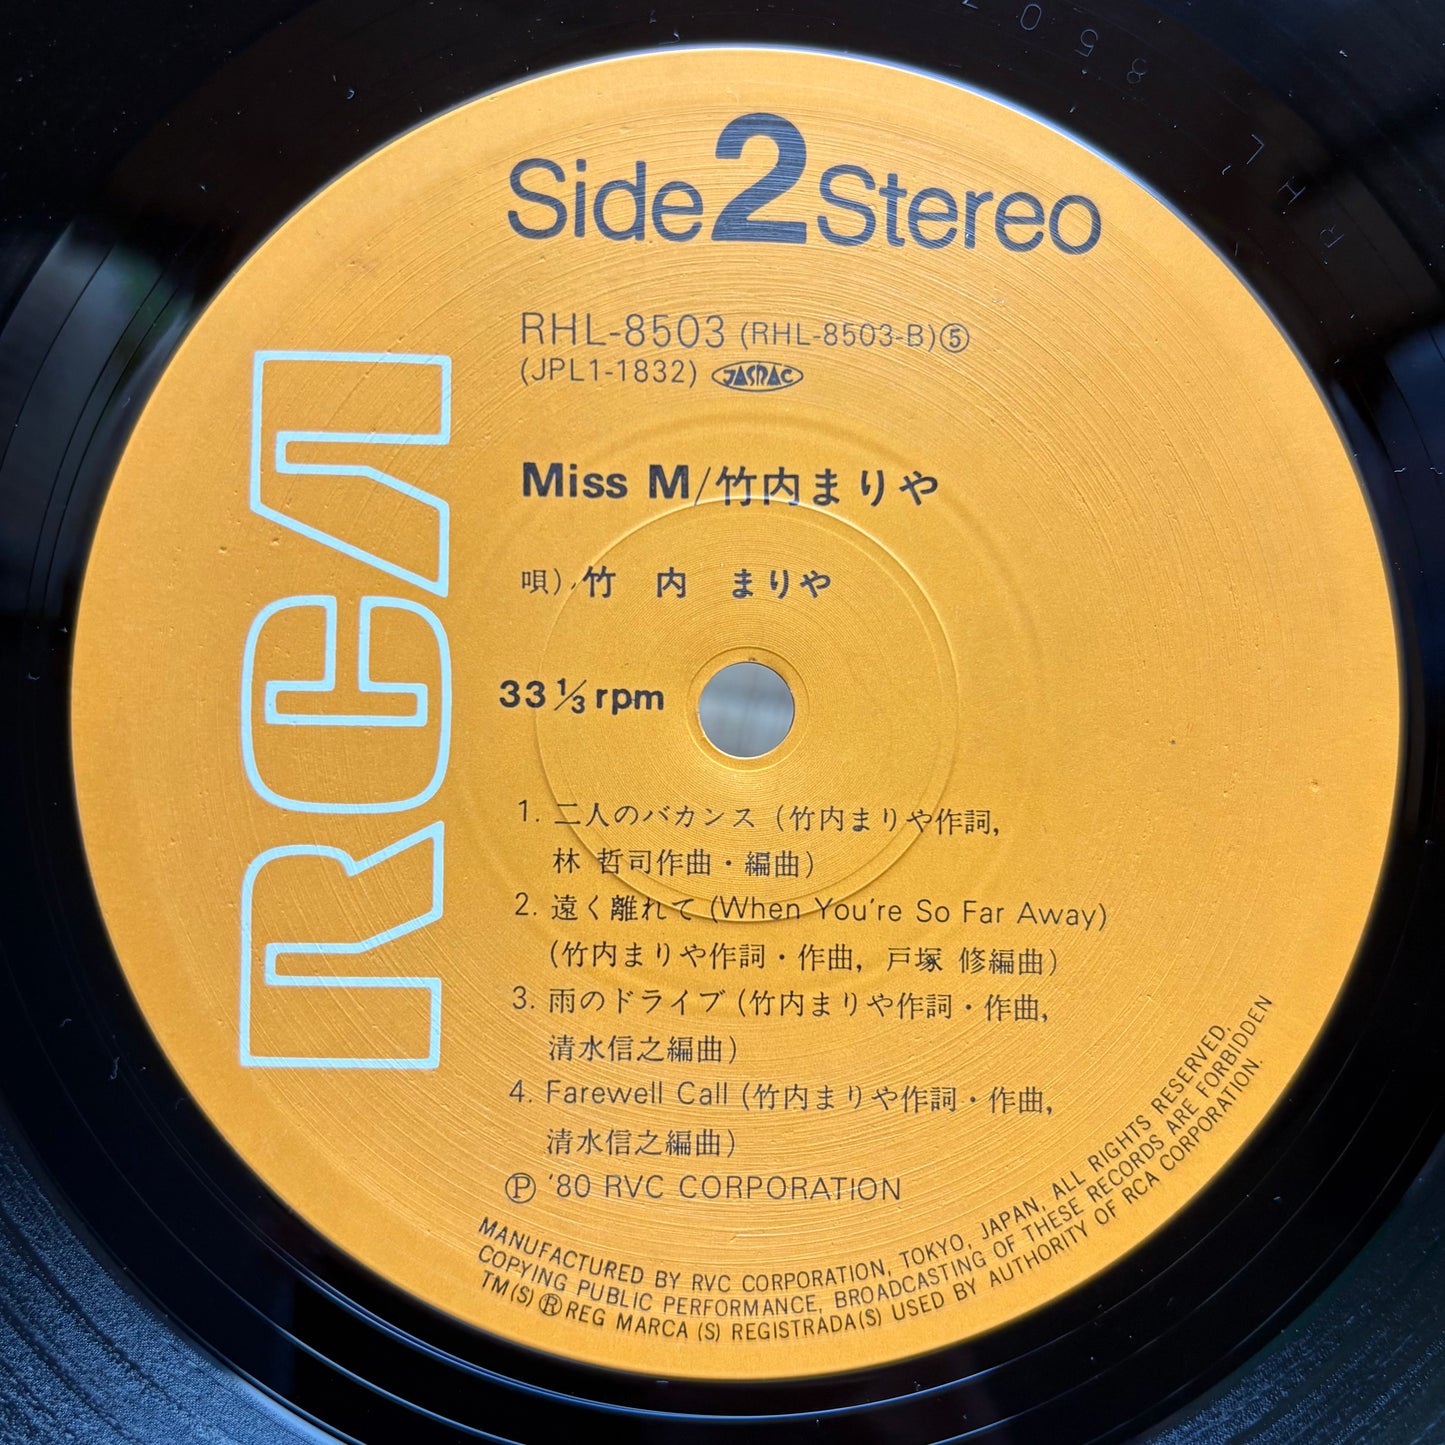 Side 2 Stereo
RHL-8503 (RHL-8503-B)⑤
(JPL1-1832) JASRAC
Miss M/竹内まりや
唄)竹 内 まりや
33⅓rpm
1. 二人のバカンス (竹内まりや作詞,
林 哲司作曲・編曲)
2. 遠く離れて (When You're So Far Away)
(竹内まりや作詞・作曲, 戸塚 修編曲)
3. 雨のドライブ (竹内まりや作詞・作曲,
清水信之編曲)
4. Farewell Call (竹内まりや作詞・作曲,
清水信之編曲)
Ⓟ '80 RVC CORPORATION
MANUFACTURED BY RVC CORPORATION, TOKYO, JAPAN, ALL RIGHTS RESERVED,
COPYING PUBLIC PERFORMANCE, BROADCASTING OF THESE RECORDS ARE FORBIDDEN
TM(S) ® REG MARCA (S) REGISTRADA(S) USED BY AUTHORITY OF RCA CORPORATION.
RCA
RHL 850